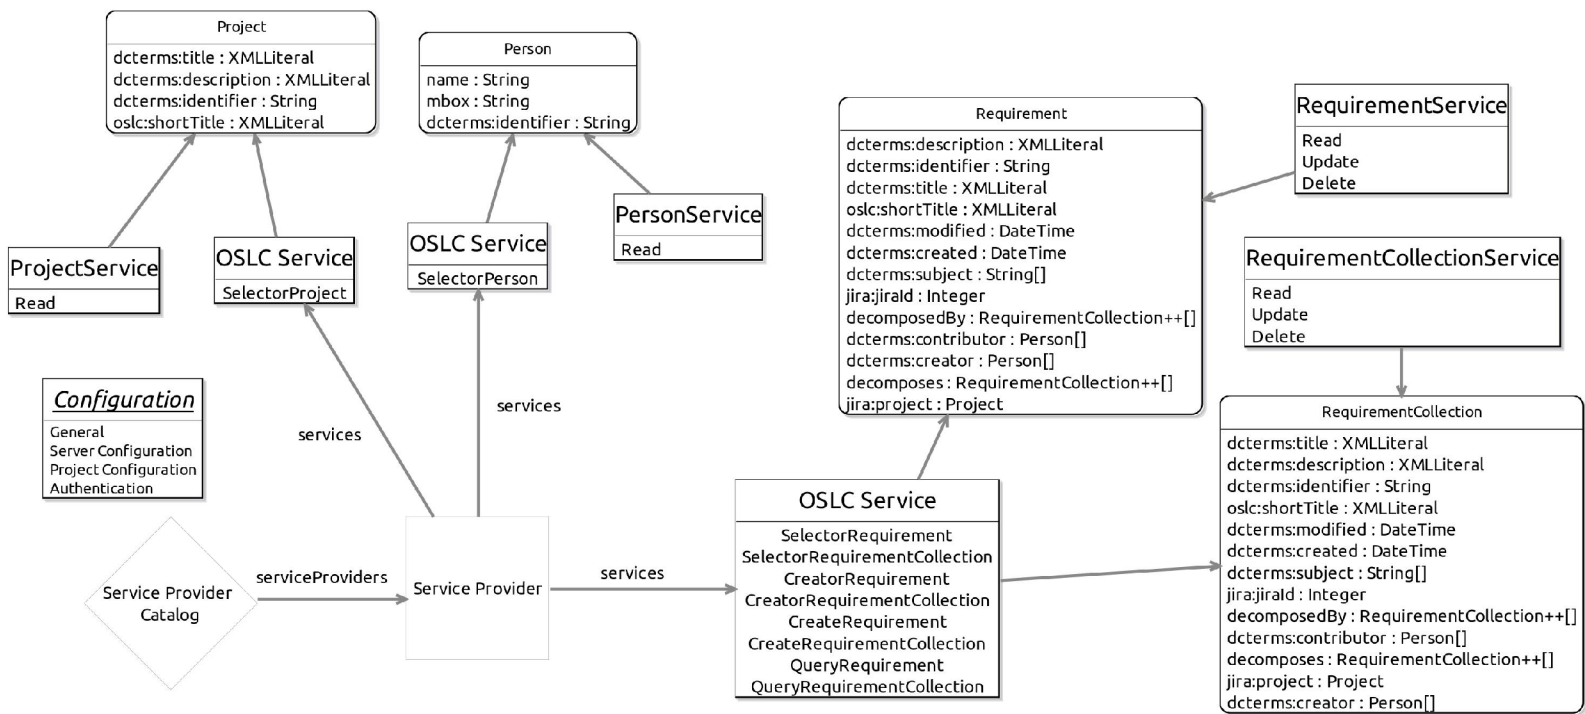 Project
dcterms:title : XMLLiteral
dcterms:description : XMLLiteral
dcterms:identifier : String
oslc:shortTitle : XMLLiteral
Person
name : String
mbox : String
dcterms:identifier : String
ProjectService
Read
OSLC Service
SelectorProject
OSLC Service
SelectorPerson
PersonService
Read
Requirement
dcterms:description : XMLLiteral
dcterms:identifier : String
dcterms:title : XMLLiteral
oslc:shortTitle : XMLLiteral
dcterms:modified : DateTime
dcterms:created : DateTime
dcterms:subject : String[]
jira:jiraId : Integer
decomposedBy : RequirementCollection++[]
dcterms:contributor : Person[]
dcterms:creator : Person[]
decomposes : RequirementCollection++[]
jira:project : Project
RequirementService
Read
Update
Delete
RequirementCollectionService
Read
Update
Delete
Configuration
General
Server Configuration
Project Configuration
Authentication
services
services
Service Provider
Catalog
serviceProviders
Service Provider
services
OSLC Service
SelectorRequirement
SelectorRequirementCollection
CreatorRequirement
CreatorRequirementCollection
CreateRequirement
CreateRequirementCollection
QueryRequirement
QueryRequirementCollection
RequirementCollection
dcterms:title : XMLLiteral
dcterms:description : XMLLiteral
dcterms:identifier : String
oslc:shortTitle : XMLLiteral
dcterms:modified : DateTime
dcterms:created : DateTime
dcterms:subject : String[]
jira:jiraId : Integer
decomposedBy : RequirementCollection++[]
dcterms:contributor : Person[]
decomposes : RequirementCollection++[]
jira:project : Project
dcterms:creator : Person[]